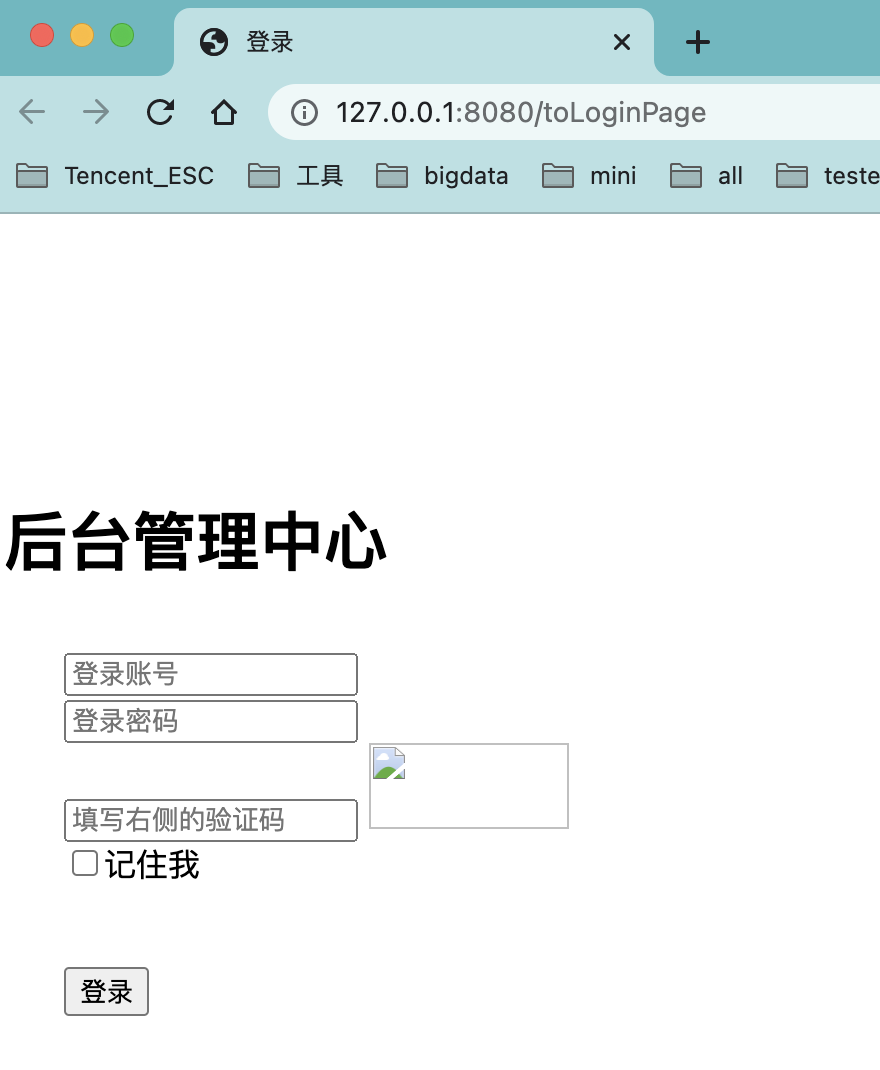 登录
127.0.0.1:8080/toLoginPage
Tencent_ESC 工具 bigdata mini all teste
后台管理中心
登录账号
登录密码
填写右侧的验证码
记住我
登录